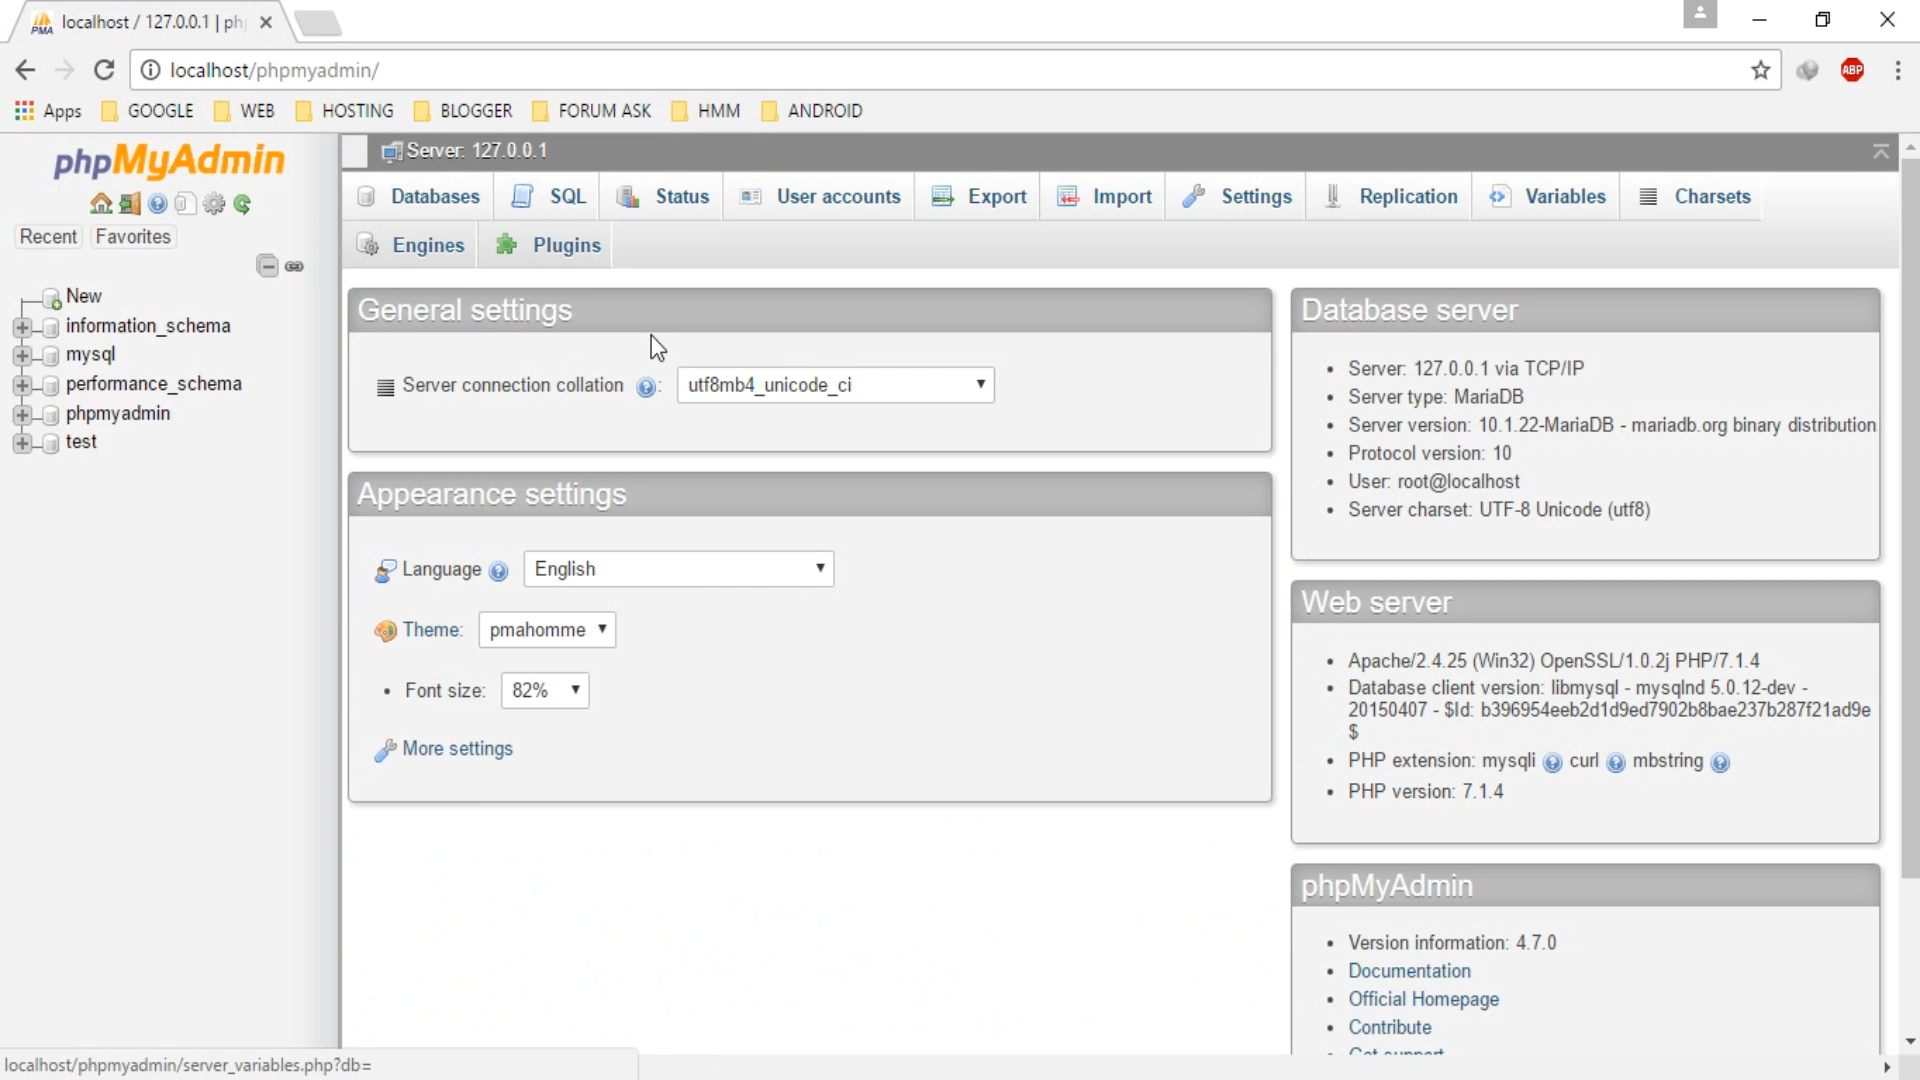 localhost / 127.0.0.1 | ph
localhost/phpmyadmin/
ABP
Apps GOOGLE WEB HOSTING BLOGGER FORUM ASK HMM ANDROID
phpMyAdmin
Recent Favorites
New
information_schema
mysql
performance_schema
phpmyadmin
test
Server: 127.0.0.1
Databases SQL Status User accounts Export Import Settings Replication Variables Charsets
Engines Plugins
General settings
Server connection collation : utf8mb4_unicode_ci
Appearance settings
Language English
Theme: pmahomme
Font size: 82%
More settings
Database server
Server: 127.0.0.1 via TCP/IP
Server type: MariaDB
Server version: 10.1.22-MariaDB - mariadb.org binary distribution
Protocol version: 10
User: root@localhost
Server charset: UTF-8 Unicode (utf8)
Web server
Apache/2.4.25 (Win32) OpenSSL/1.0.2j PHP/7.1.4
Database client version: libmysql - mysqlnd 5.0.12-dev -
20150407 - $Id: b396954eeb2d1d9ed7902b8bae237b287f21ad9e
$
PHP extension: mysqli curl mbstring
PHP version: 7.1.4
phpMyAdmin
Version information: 4.7.0
Documentation
Official Homepage
Contribute
Get support
localhost/phpmyadmin/server_variables.php?db=